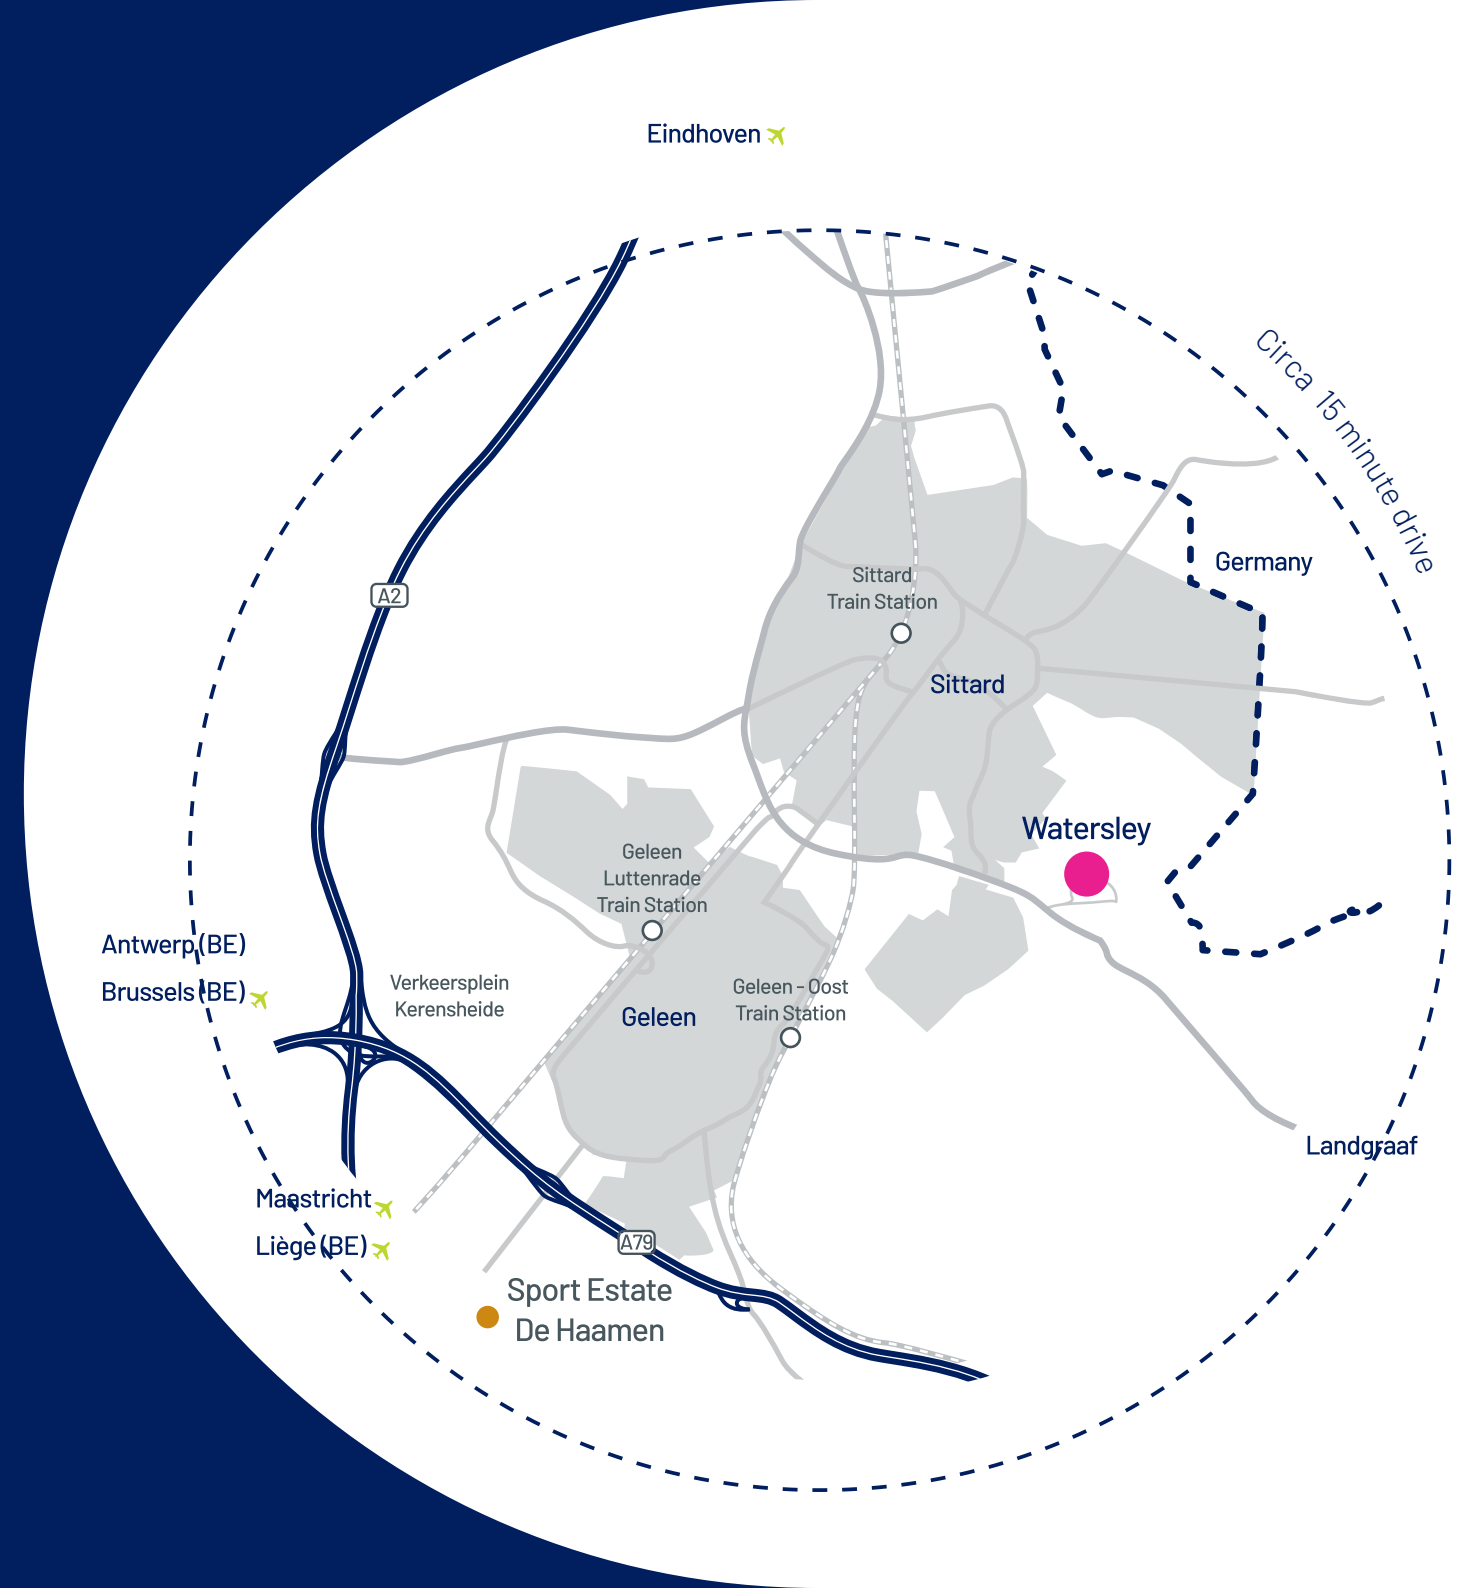 Eindhoven
Circa 15 minute drive
Germany
A2
Sittard
Train Station
Sittard
Watersley
Geleen
Luttenrade
Train Station
Antwerp (BE)
Brussels (BE)
Verkeersplein
Kerensheide
Geleen - Oost
Train Station
Geleen
Landgraaf
Maastricht
Liège (BE)
A79
Sport Estate
De Haamen